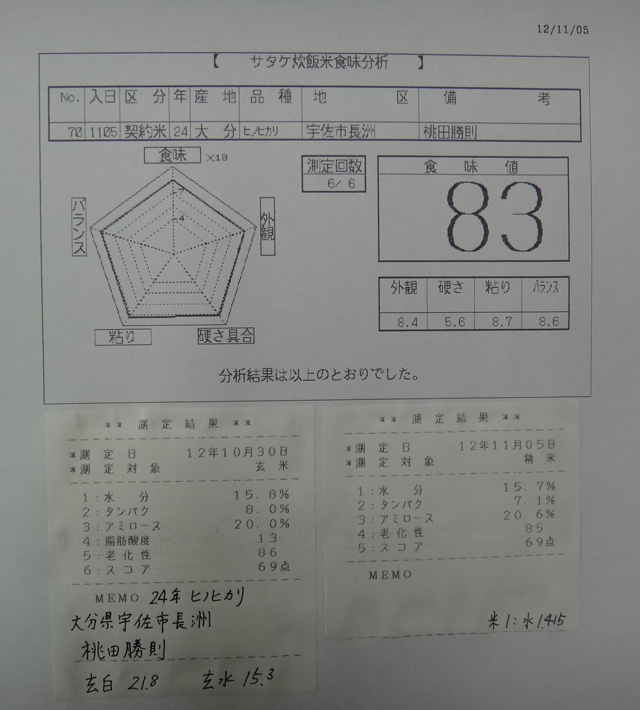 12/11/05
【 サタケ炊飯米食味分析 】
No. 入日 区分 年 産地 品種 地区 備考
70 1105 契約米 24 大分 ヒノヒカリ 宇佐市長洲 桃田勝則
食味 ×10
バランス
外観
粘り
硬さ具合
測定回数
6/ 6
食味値
83
外観 硬さ 粘り バランス
8.4 5.6 8.7 8.6
分析結果は以上のとおりでした。
** 測定結果 **
*測定日 12年10月30日
*測定対象 玄米
1:水分 15.8%
2:タンパク 8.0%
3:アミロース 20.0%
4:脂肪酸度 13
5:老化性 86
6:スコア 69点
MEMO 24年 ヒノヒカリ
大分県宇佐市長洲
桃田勝則
玄白 21.8 玄水 15.3
** 測定結果 **
*測定日 12年11月05日
*測定対象 精米
1:水分 15.7%
2:タンパク 7.1%
3:アミロース 20.6%
4:老化性 85
5:スコア 69点
MEMO
米1:水1.415